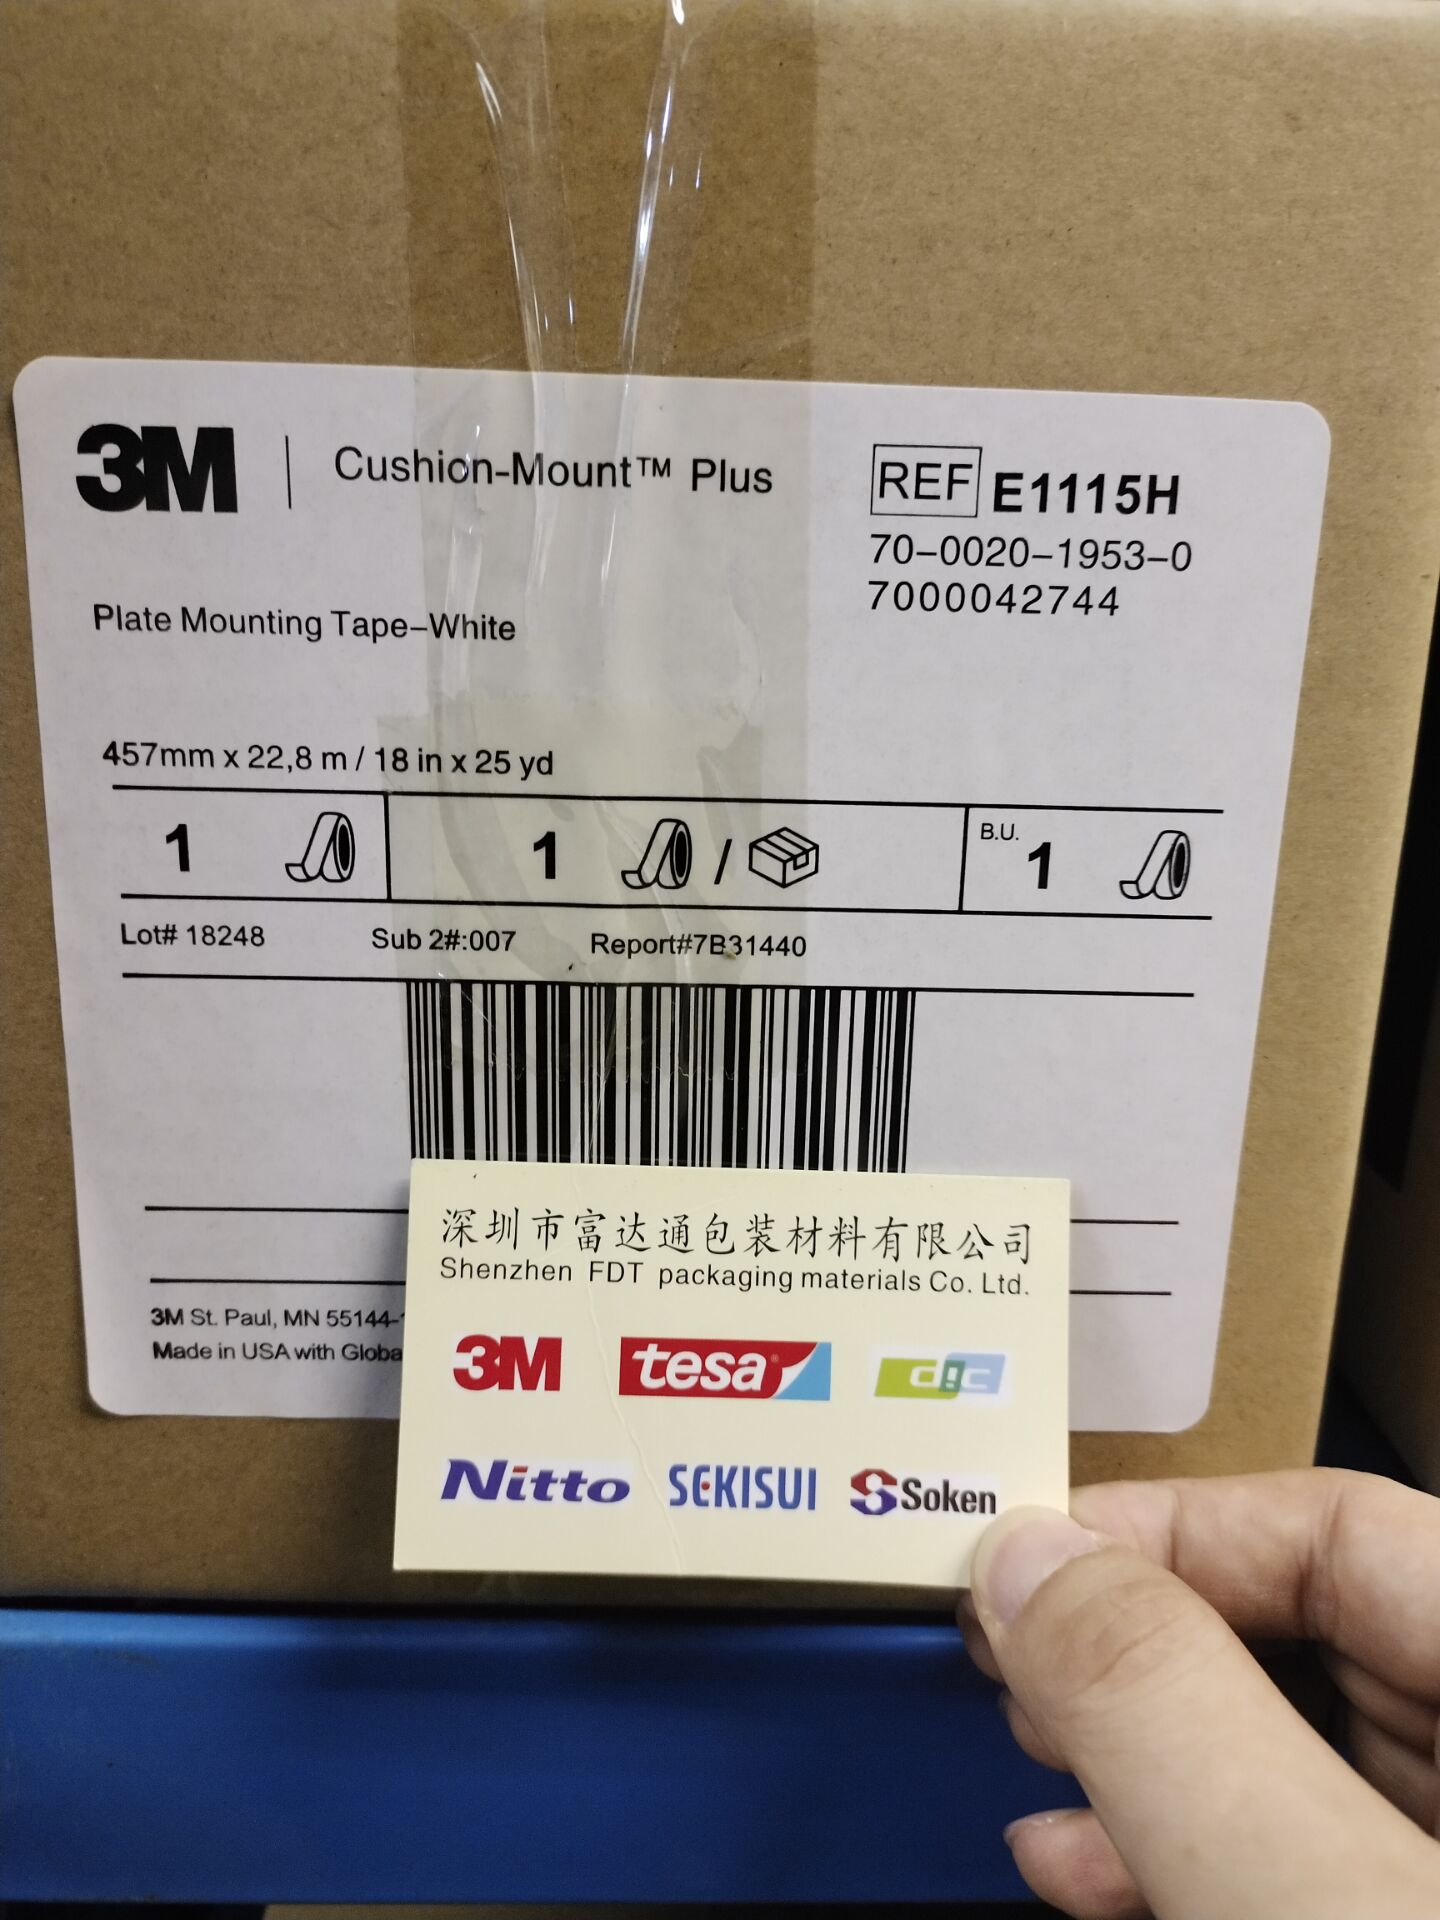 3M | Cushion-Mount™ Plus
REF E1115H
70-0020-1953-0
7000042744
Plate Mounting Tape-White
457mm x 22,8 m / 18 in x 25 yd
1 1 / B.U. 1
Lot# 18248 Sub 2#:007 Report#7B31440
3M St. Paul, MN 55144-
Made in USA with Globa
深圳市富达通包装材料有限公司
Shenzhen FDT packaging materials Co. Ltd.
3M tesa dic
Nitto SEKISUI Soken